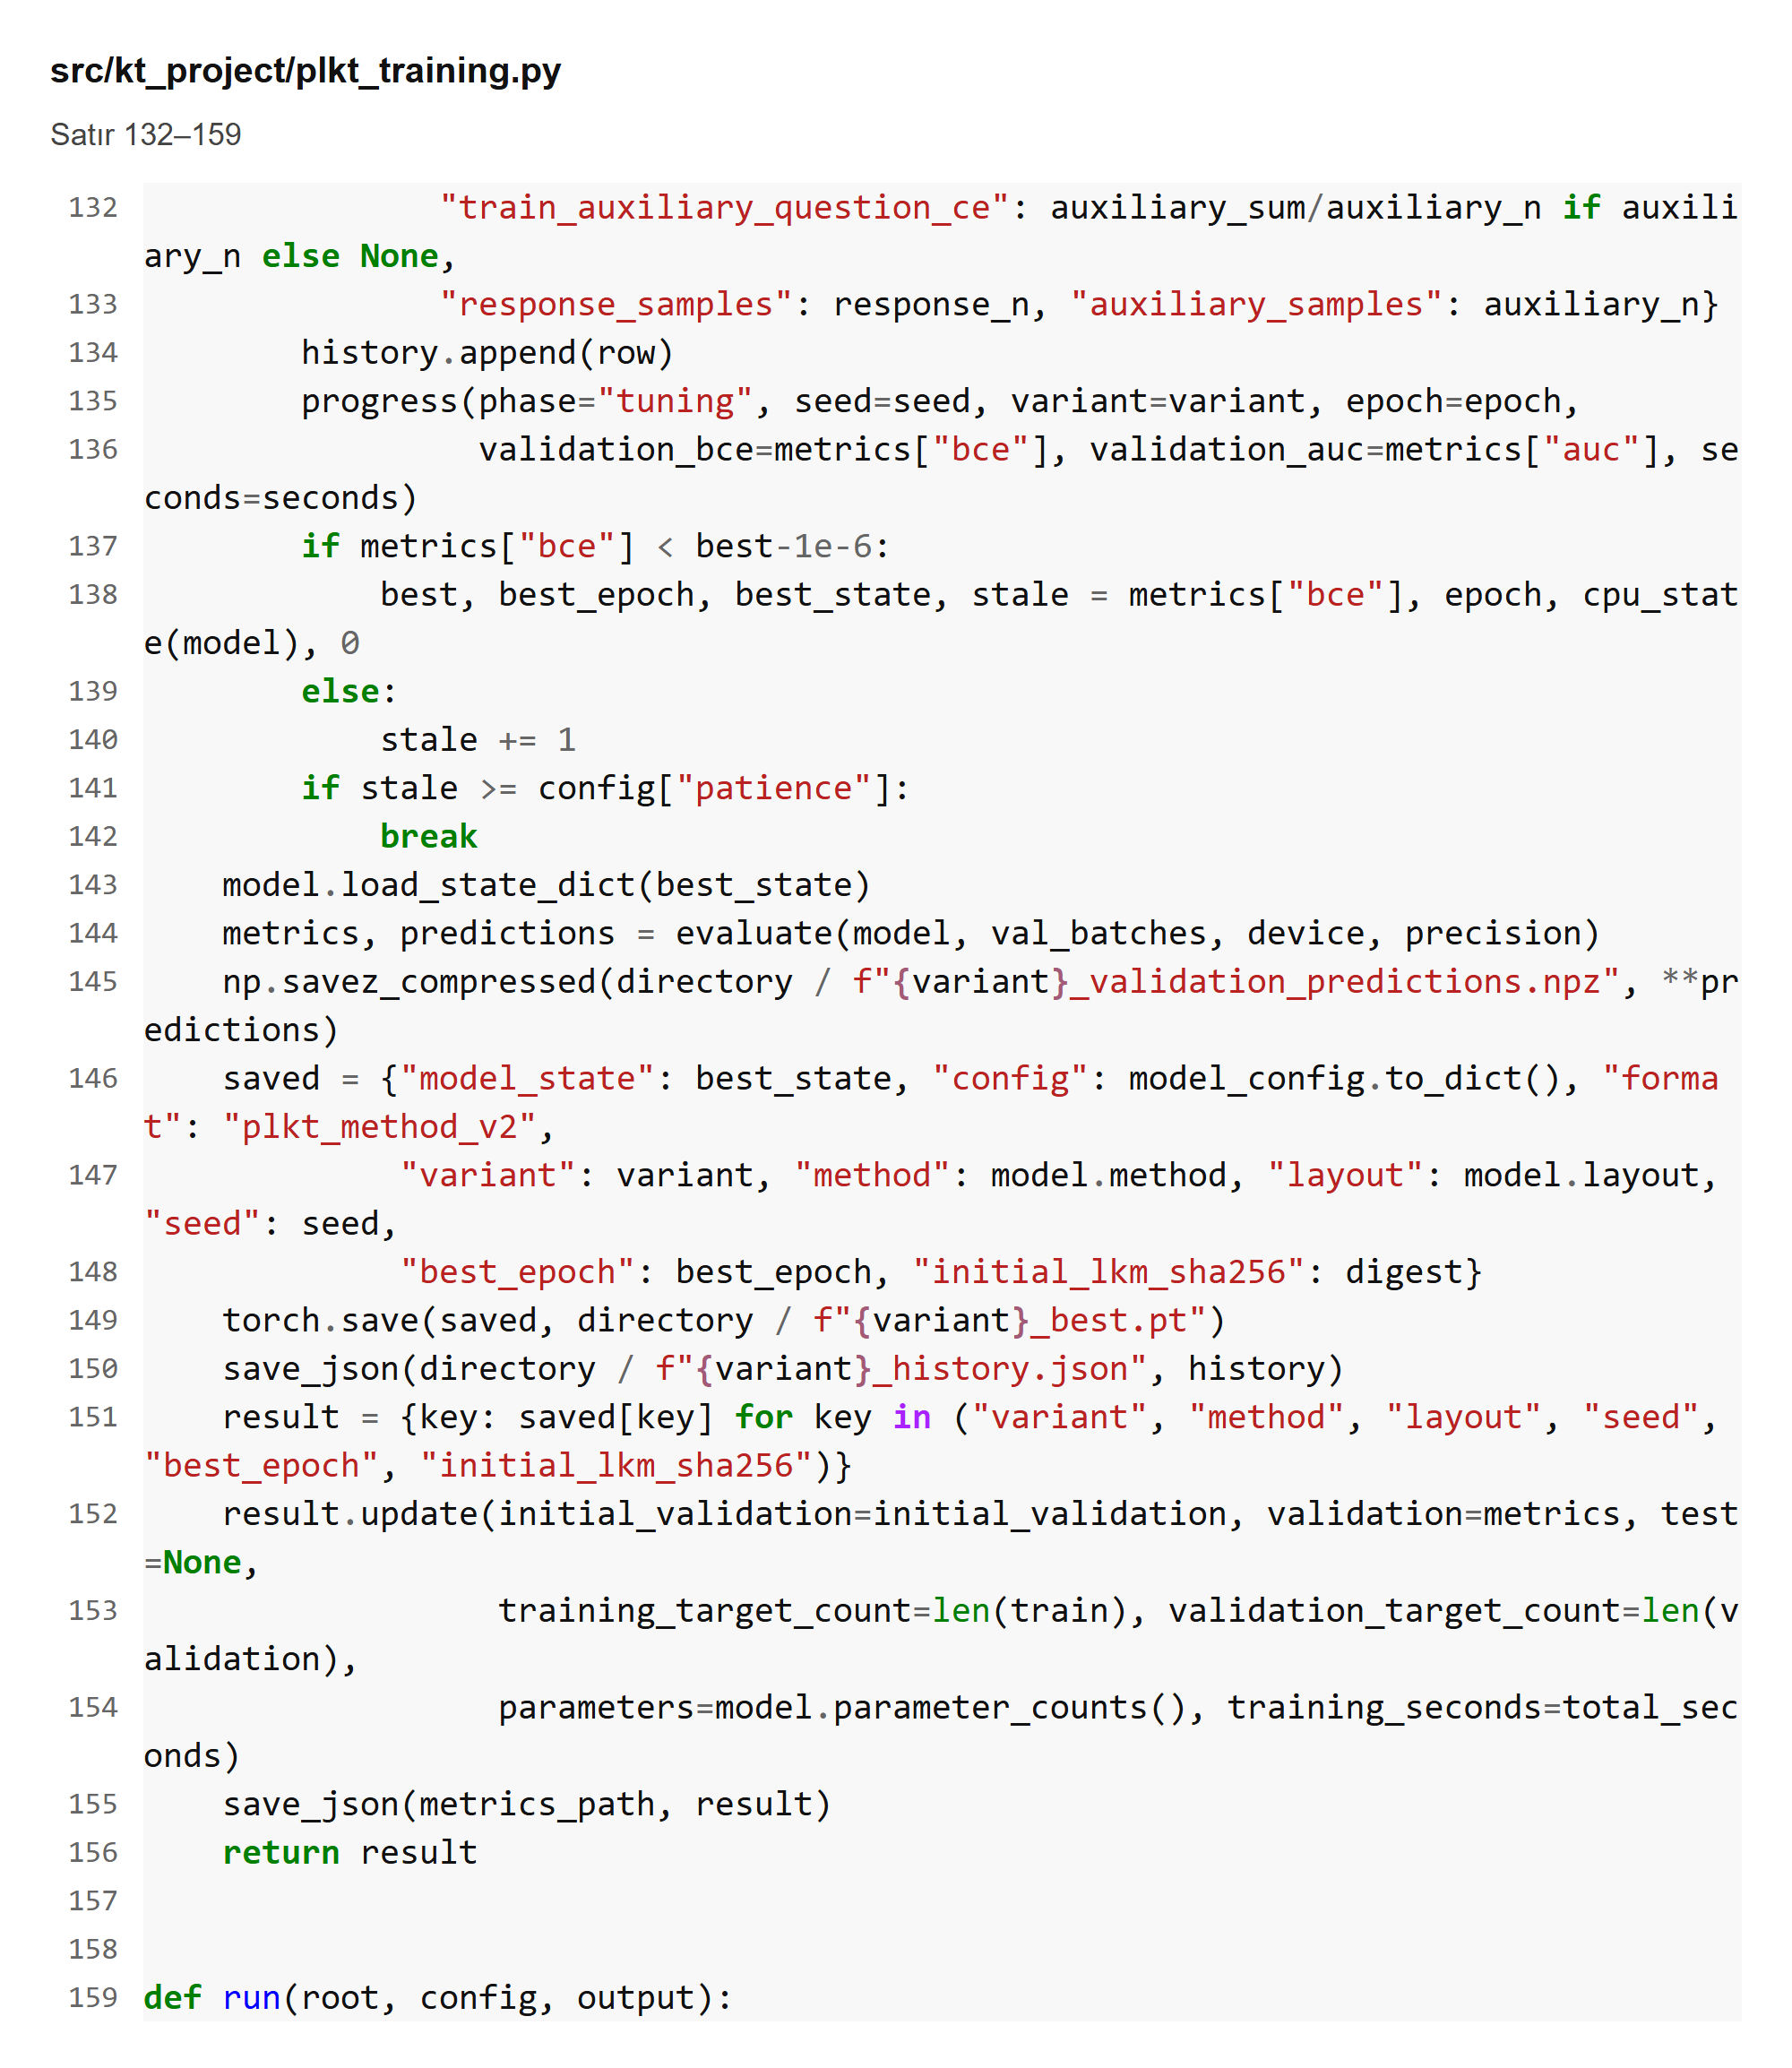 src/kt_project/plkt_training.py
Satır 132–159
132                "train_auxiliary_question_ce": auxiliary_sum/auxiliary_n if auxili
ary_n else None,
133                "response_samples": response_n, "auxiliary_samples": auxiliary_n}
134         history.append(row)
135         progress(phase="tuning", seed=seed, variant=variant, epoch=epoch,
136                  validation_bce=metrics["bce"], validation_auc=metrics["auc"], se
conds=seconds)
137         if metrics["bce"] < best-1e-6:
138             best, best_epoch, best_state, stale = metrics["bce"], epoch, cpu_stat
e(model), 0
139         else:
140             stale += 1
141         if stale >= config["patience"]:
142             break
143     model.load_state_dict(best_state)
144     metrics, predictions = evaluate(model, val_batches, device, precision)
145     np.savez_compressed(directory / f"{variant}_validation_predictions.npz", **pr
edictions)
146     saved = {"model_state": best_state, "config": model_config.to_dict(), "forma
t": "plkt_method_v2",
147              "variant": variant, "method": model.method, "layout": model.layout,
"seed": seed,
148              "best_epoch": best_epoch, "initial_lkm_sha256": digest}
149     torch.save(saved, directory / f"{variant}_best.pt")
150     save_json(directory / f"{variant}_history.json", history)
151     result = {key: saved[key] for key in ("variant", "method", "layout", "seed",
"best_epoch", "initial_lkm_sha256")}
152     result.update(initial_validation=initial_validation, validation=metrics, test
=None,
153                   training_target_count=len(train), validation_target_count=len(v
alidation),
154                   parameters=model.parameter_counts(), training_seconds=total_sec
onds)
155     save_json(metrics_path, result)
156     return result
157
158
159 def run(root, config, output):